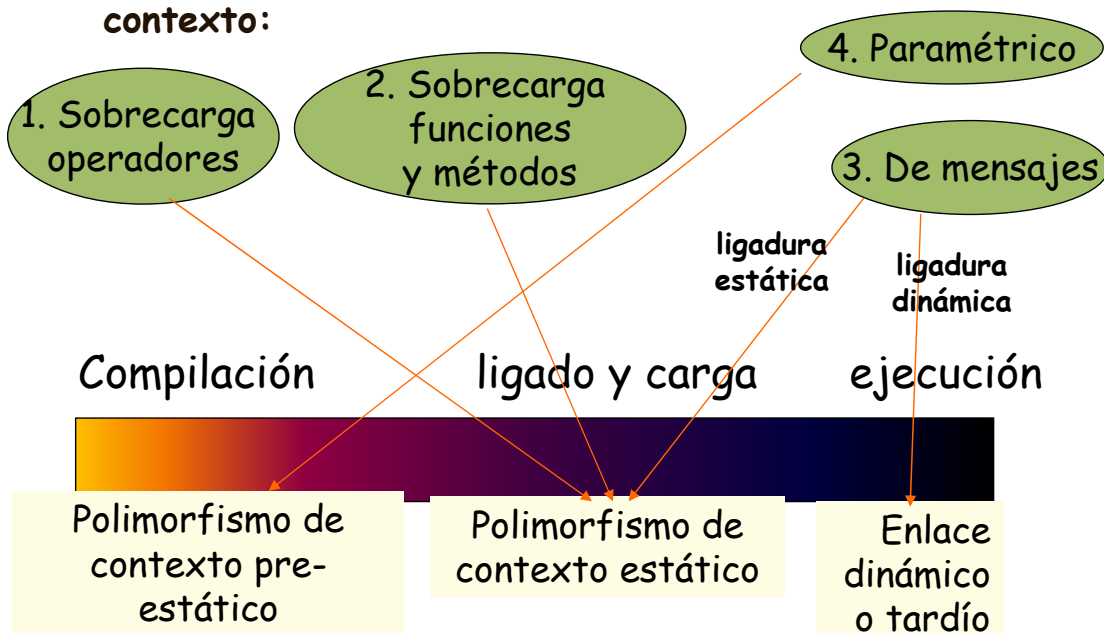 contexto:
1. Sobrecarga
operadores
2. Sobrecarga
funciones
y métodos
4. Paramétrico
3. De mensajes
ligadura
estática
ligadura
dinámica
Compilación
ligado y carga
ejecución
Polimorfismo de
contexto pre-
estático
Polimorfismo de
contexto estático
Enlace
dinámico
o tardío